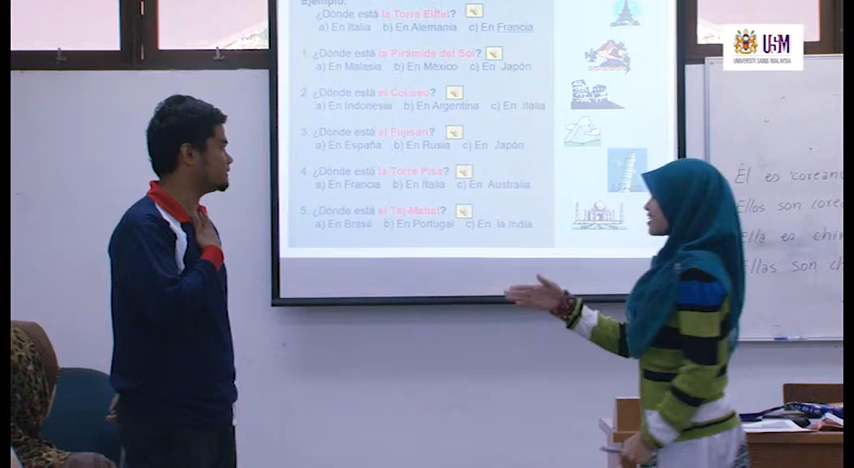 Ejemplo:
¿Dónde está la Torre Eiffel?
a) En Italia b) En Alemania c) En Francia
1. ¿Dónde está la Pirámide del Sol?
a) En Malasia b) En México c) En Japón
2. ¿Dónde está el Coliseo?
a) En Indonesia b) En Argentina c) En Italia
3. ¿Dónde está el Fujisan?
a) En España b) En Rusia c) En Japón
4. ¿Dónde está la Torre Pisa?
a) En Francia b) En Italia c) En Australia
5. ¿Dónde está el Taj-Mahal?
a) En Brasil b) En Portugal c) En la India
USM
UNIVERSITI SAINS MALAYSIA
Él es corean
Ellos son corea
Ella es chin
Ellas son ch